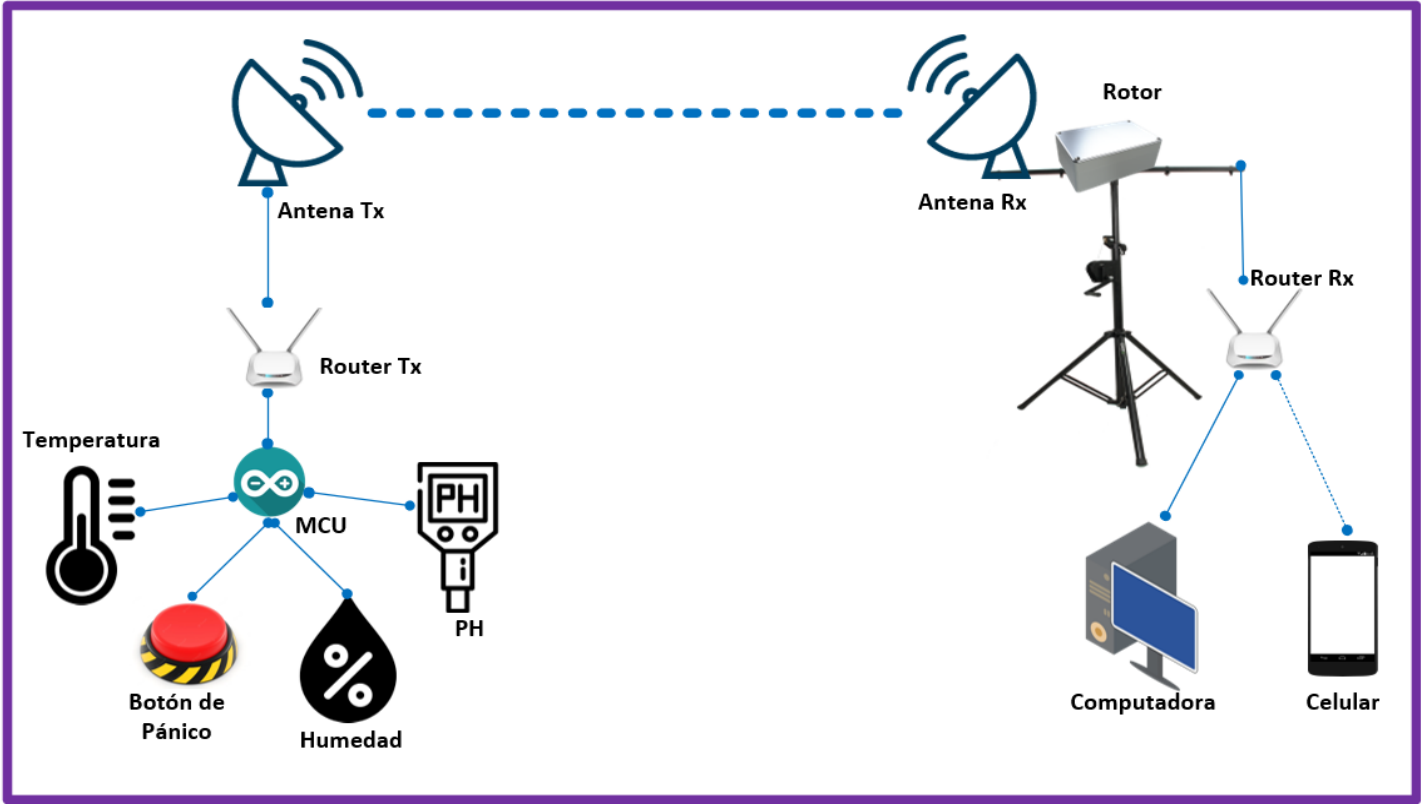 Rotor
Antena Tx
Antena Rx
Router Rx
Router Tx
Temperatura
PH
MCU
PH
Botón de
Pánico
Humedad
Computadora
Celular